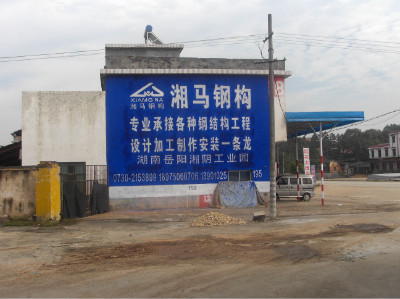 湘马钢构
XIANG MA
湘马钢构
专业承接各种钢结构工程
设计加工制作安装一条龙
湖南岳阳湘阴工业园